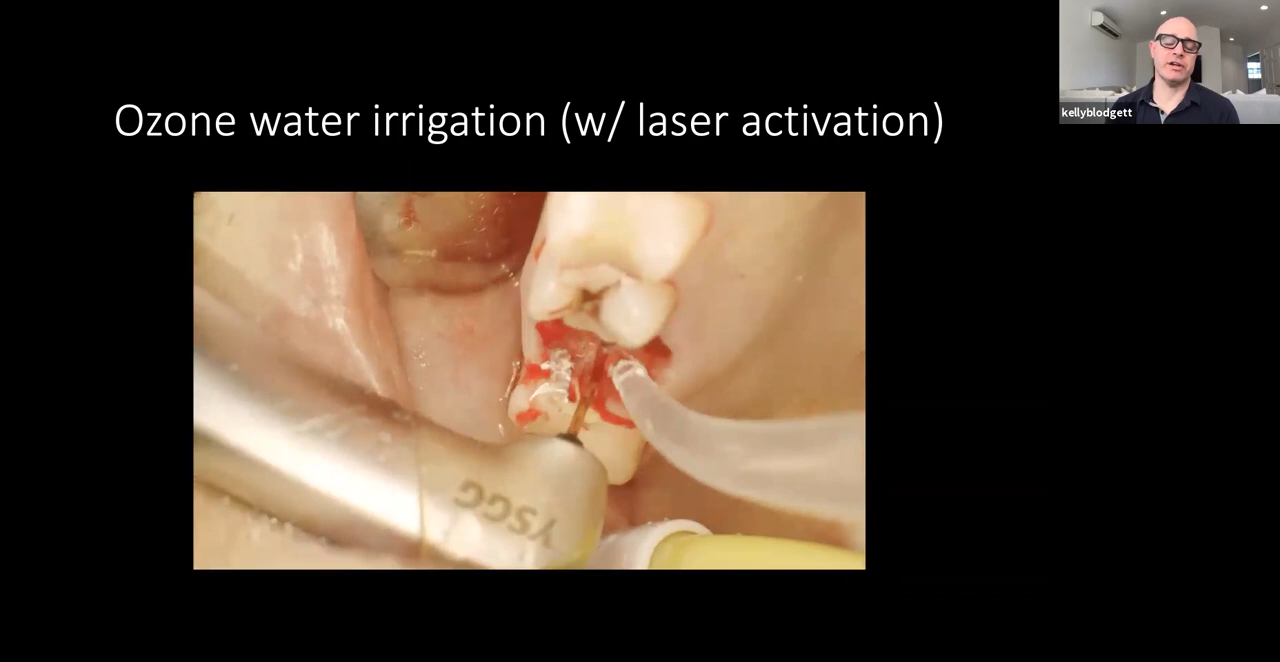 Ozone water irrigation (w/ laser activation)
kellyblodgett
YSGG